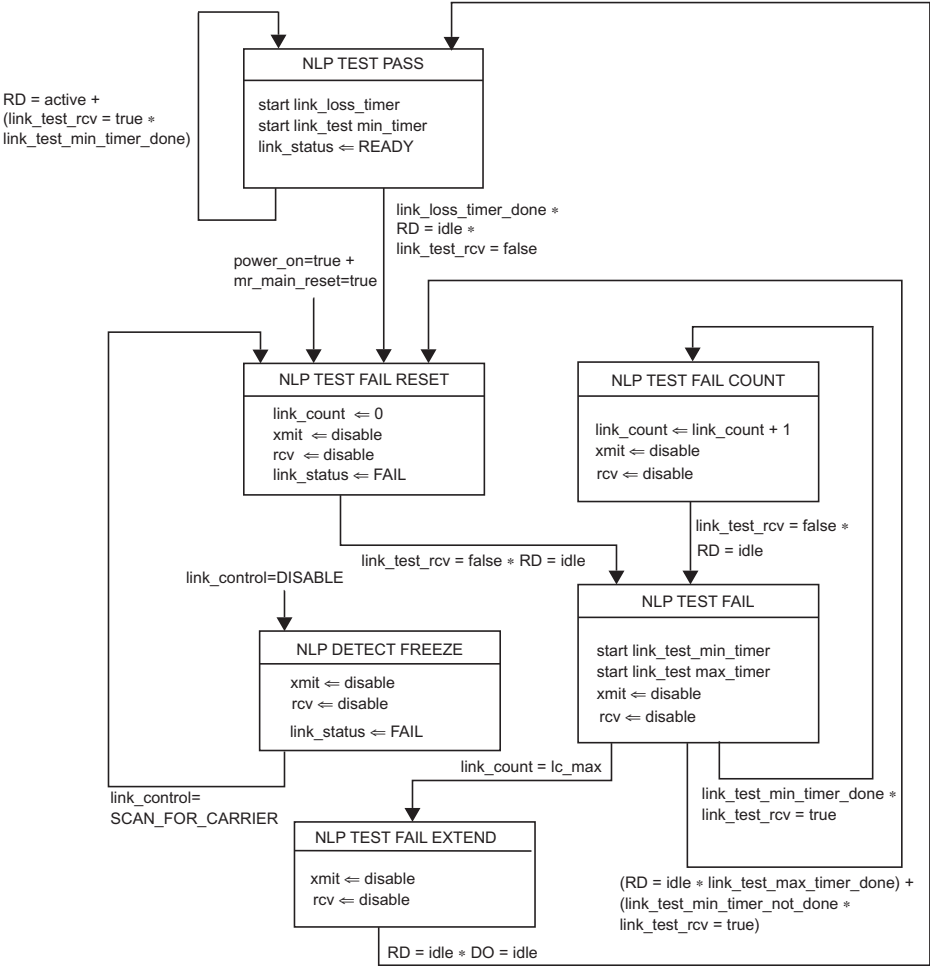 NLP TEST PASS
start link_loss_timer
start link_test min_timer
link_status ⇐ READY
RD = active +
(link_test_rcv = true *
link_test_min_timer_done)
link_loss_timer_done *
RD = idle *
link_test_rcv = false
power_on=true +
mr_main_reset=true
NLP TEST FAIL RESET
link_count ⇐ 0
xmit ⇐ disable
rcv ⇐ disable
link_status ⇐ FAIL
NLP TEST FAIL COUNT
link_count ⇐ link_count + 1
xmit ⇐ disable
rcv ⇐ disable
link_test_rcv = false *
RD = idle
link_test_rcv = false * RD = idle
link_control=DISABLE
NLP TEST FAIL
start link_test_min_timer
start link_test max_timer
xmit ⇐ disable
rcv ⇐ disable
NLP DETECT FREEZE
xmit ⇐ disable
rcv ⇐ disable
link_status ⇐ FAIL
link_count = lc_max
link_control=
SCAN_FOR_CARRIER
link_test_min_timer_done *
link_test_rcv = true
NLP TEST FAIL EXTEND
xmit ⇐ disable
rcv ⇐ disable
(RD = idle * link_test_max_timer_done) +
(link_test_min_timer_not_done *
link_test_rcv = true)
RD = idle * DO = idle